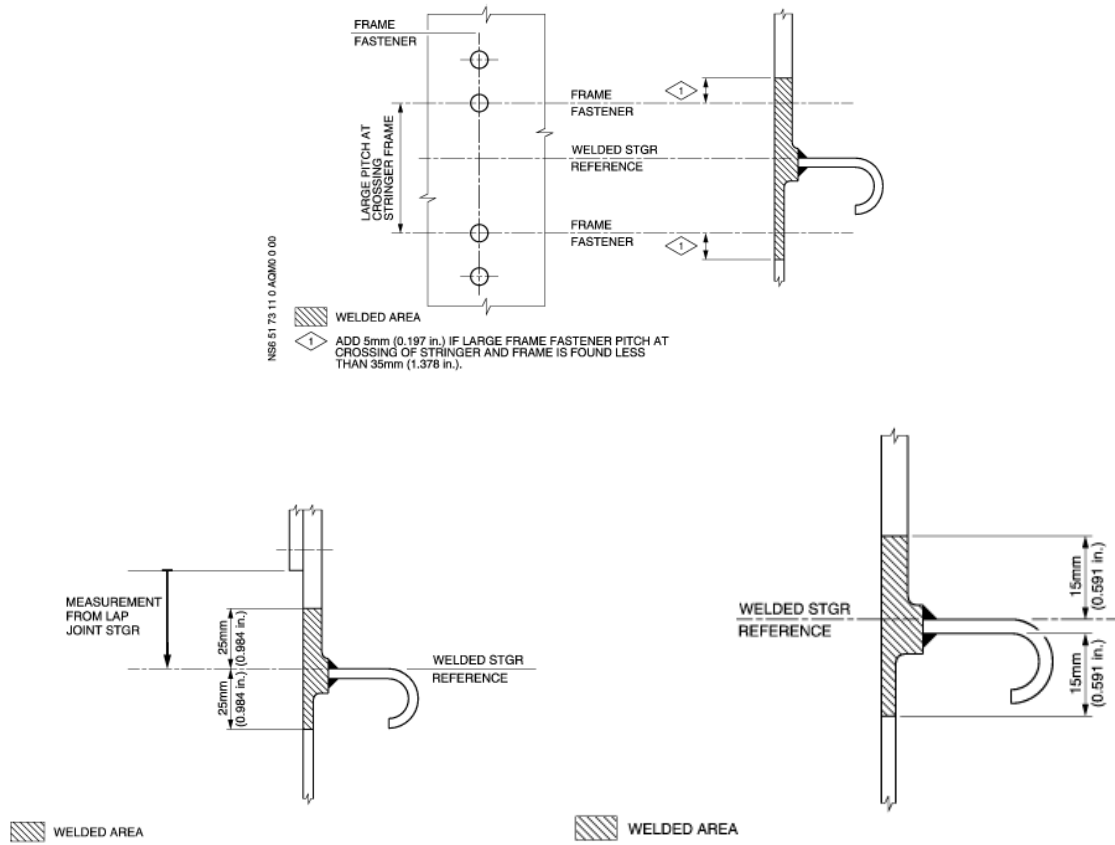 FRAME
FASTENER
FRAME
FASTENER
1
LARGE PITCH AT
CROSSING
STRINGER FRAME
WELDED STGR
REFERENCE
FRAME
FASTENER
1
NS6 51 73 11 0 AQM0 0 00
WELDED AREA
1 ADD 5mm (0.197 in.) IF LARGE FRAME FASTENER PITCH AT
CROSSING OF STRINGER AND FRAME IS FOUND LESS
THAN 35mm (1.378 in.).
MEASUREMENT
FROM LAP
JOINT STGR
25mm
(0.984 in.)
25mm
(0.984 in.)
WELDED STGR
REFERENCE
WELDED AREA
WELDED STGR
REFERENCE
15mm
(0.591 in.)
15mm
(0.591 in.)
WELDED AREA